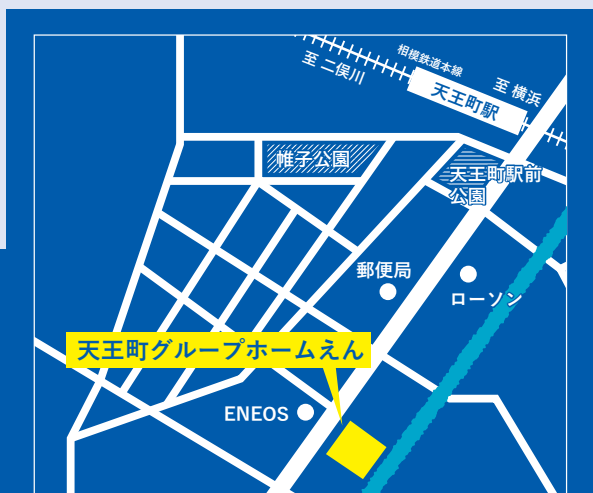 相模鉄道本線
至 二俣川
天王町駅
至 横浜
帷子公園
天王町駅前
公園
郵便局
ローソン
天王町グループホームえん
ENEOS